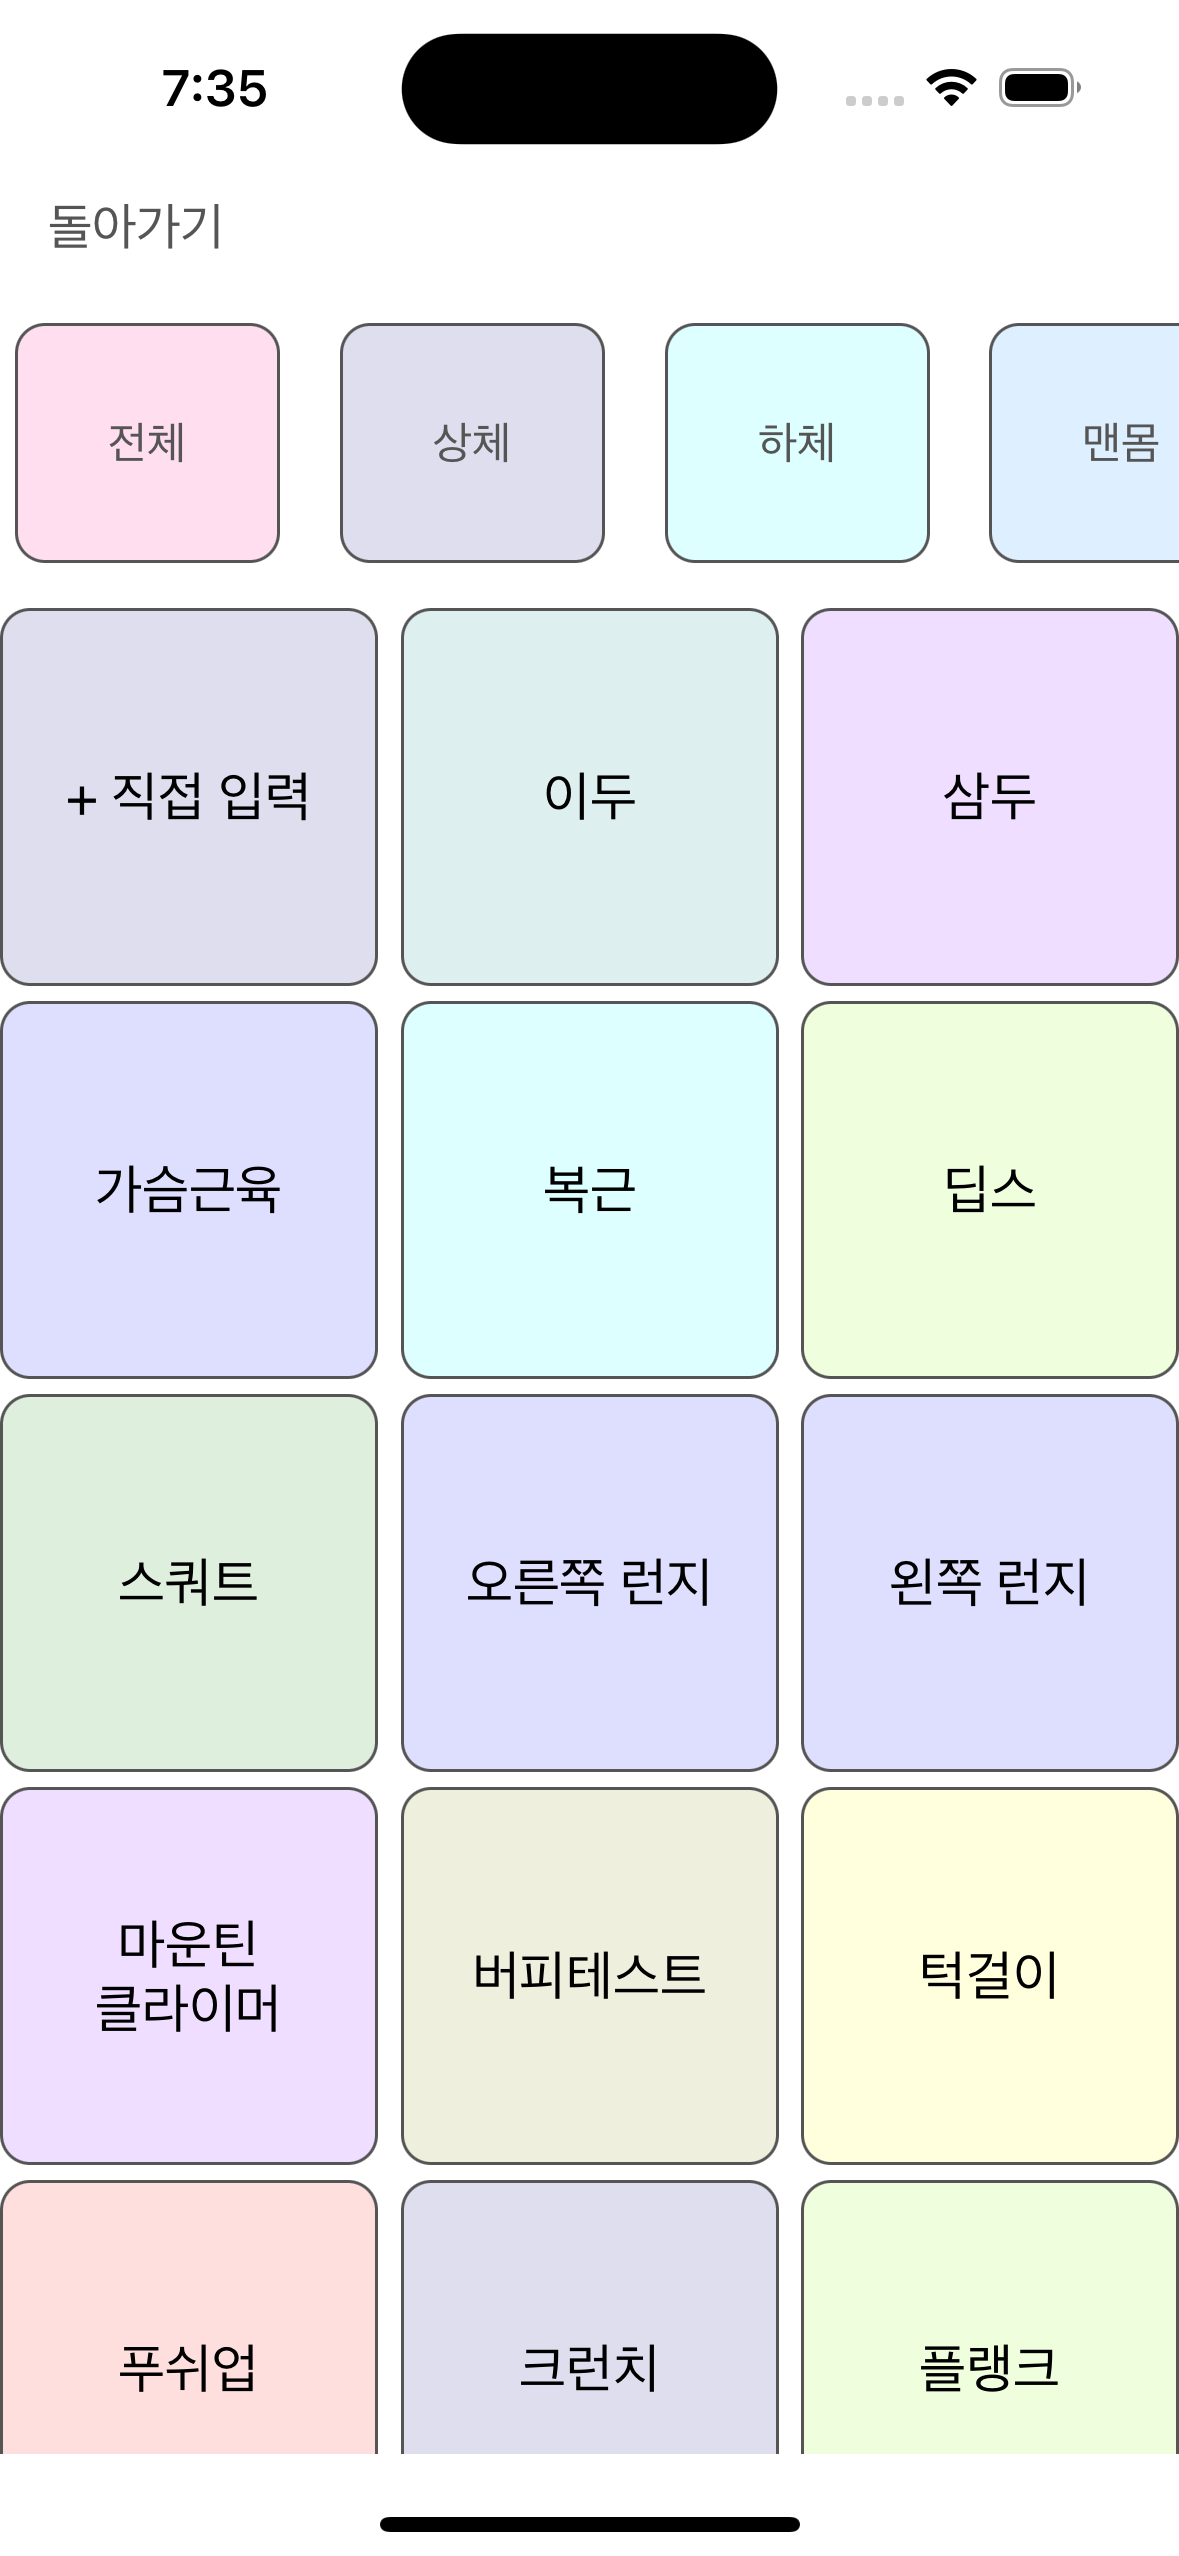 7:35
돌아가기
전체
상체
하체
맨몸
+ 직접 입력
이두
삼두
가슴근육
복근
딥스
스쿼트
오른쪽 런지
왼쪽 런지
마운틴
클라이머
버피테스트
턱걸이
푸쉬업
크런치
플랭크